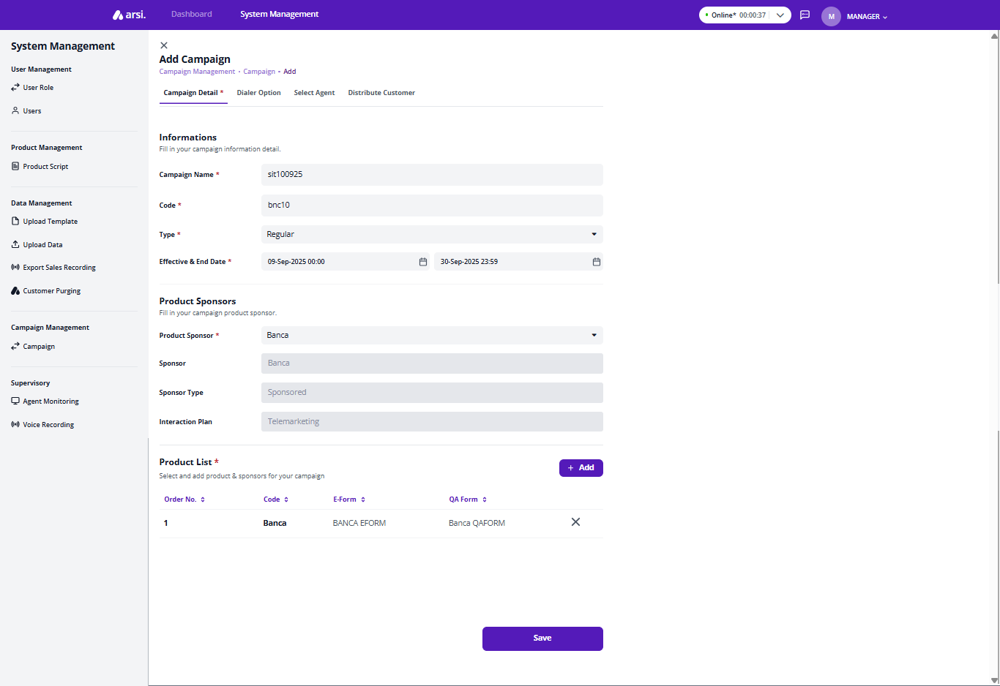 arsi.
Dashboard
System Management
Online* 00:00:37
M
MANAGER
System Management
User Management
User Role
Users
Product Management
Product Script
Data Management
Upload Template
Upload Data
Export Sales Recording
Customer Purging
Campaign Management
Campaign
Supervisory
Agent Monitoring
Voice Recording
Add Campaign
Campaign Management • Campaign • Add
Campaign Detail * Dialer Option Select Agent Distribute Customer
Informations
Fill in your campaign information detail.
Campaign Name * sit100925
Code * bnc10
Type * Regular
Effective & End Date * 09-Sep-2025 00:00 30-Sep-2025 23:59
Product Sponsors
Fill in your campaign product sponsor.
Product Sponsor * Banca
Sponsor Banca
Sponsor Type Sponsored
Interaction Plan Telemarketing
Product List *
+ Add
Select and add product & sponsors for your campaign
Order No. Code E-Form QA Form
1 Banca BANCA EFORM Banca QAFORM
Save